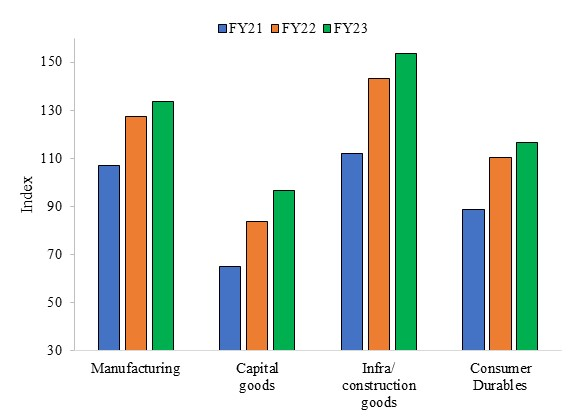 FY21 FY22 FY23
150
130
110
90
70
50
30
Index
Manufacturing
Capital
goods
Infra/
construction
goods
Consumer
Durables